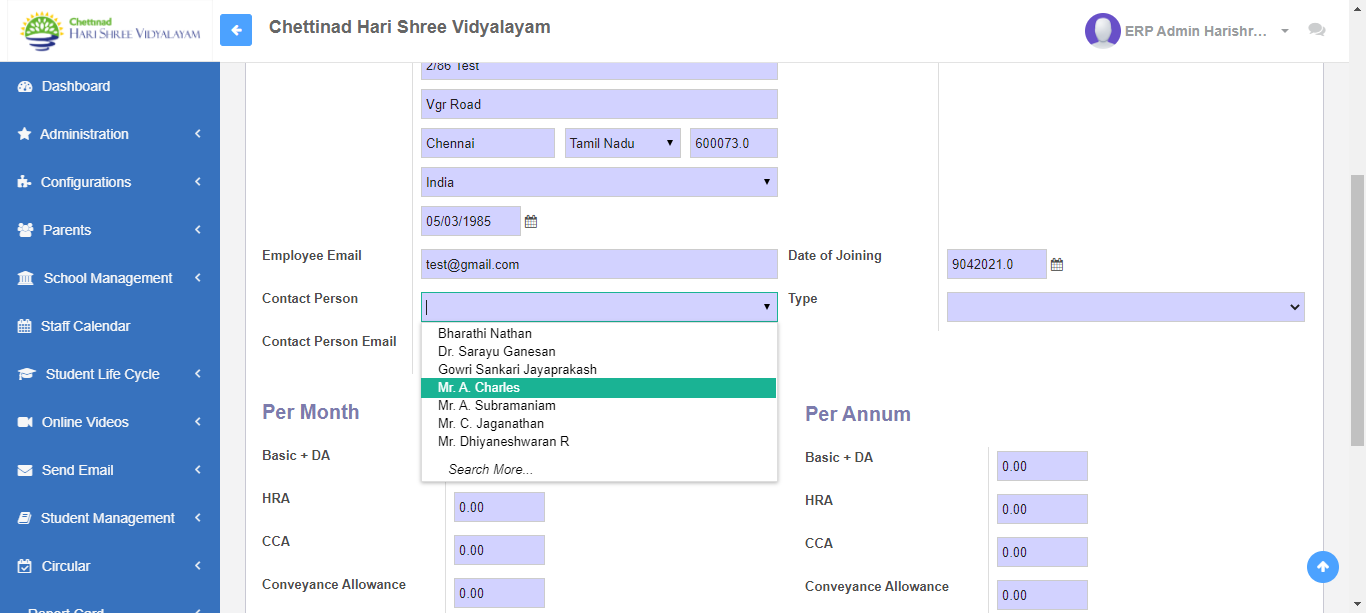 Chettinad
HARI SHREE VIDYALAYAM
Chettinad Hari Shree Vidyalayam
ERP Admin Harishr...
Dashboard
Administration
Configurations
Parents
School Management
Staff Calendar
Student Life Cycle
Online Videos
Send Email
Student Management
Circular
Report Card
2/86 Test
Vgr Road
Chennai
Tamil Nadu
600073.0
India
05/03/1985
Employee Email
test@gmail.com
Date of Joining
9042021.0
Contact Person
Type
Bharathi Nathan
Dr. Sarayu Ganesan
Gowri Sankari Jayaprakash
Mr. A. Charles
Mr. A. Subramaniam
Mr. C. Jaganathan
Mr. Dhiyaneshwaran R
Search More...
Contact Person Email
Per Month
Basic + DA
HRA
0.00
CCA
0.00
Conveyance Allowance
0.00
Per Annum
Basic + DA
0.00
HRA
0.00
CCA
0.00
Conveyance Allowance
0.00